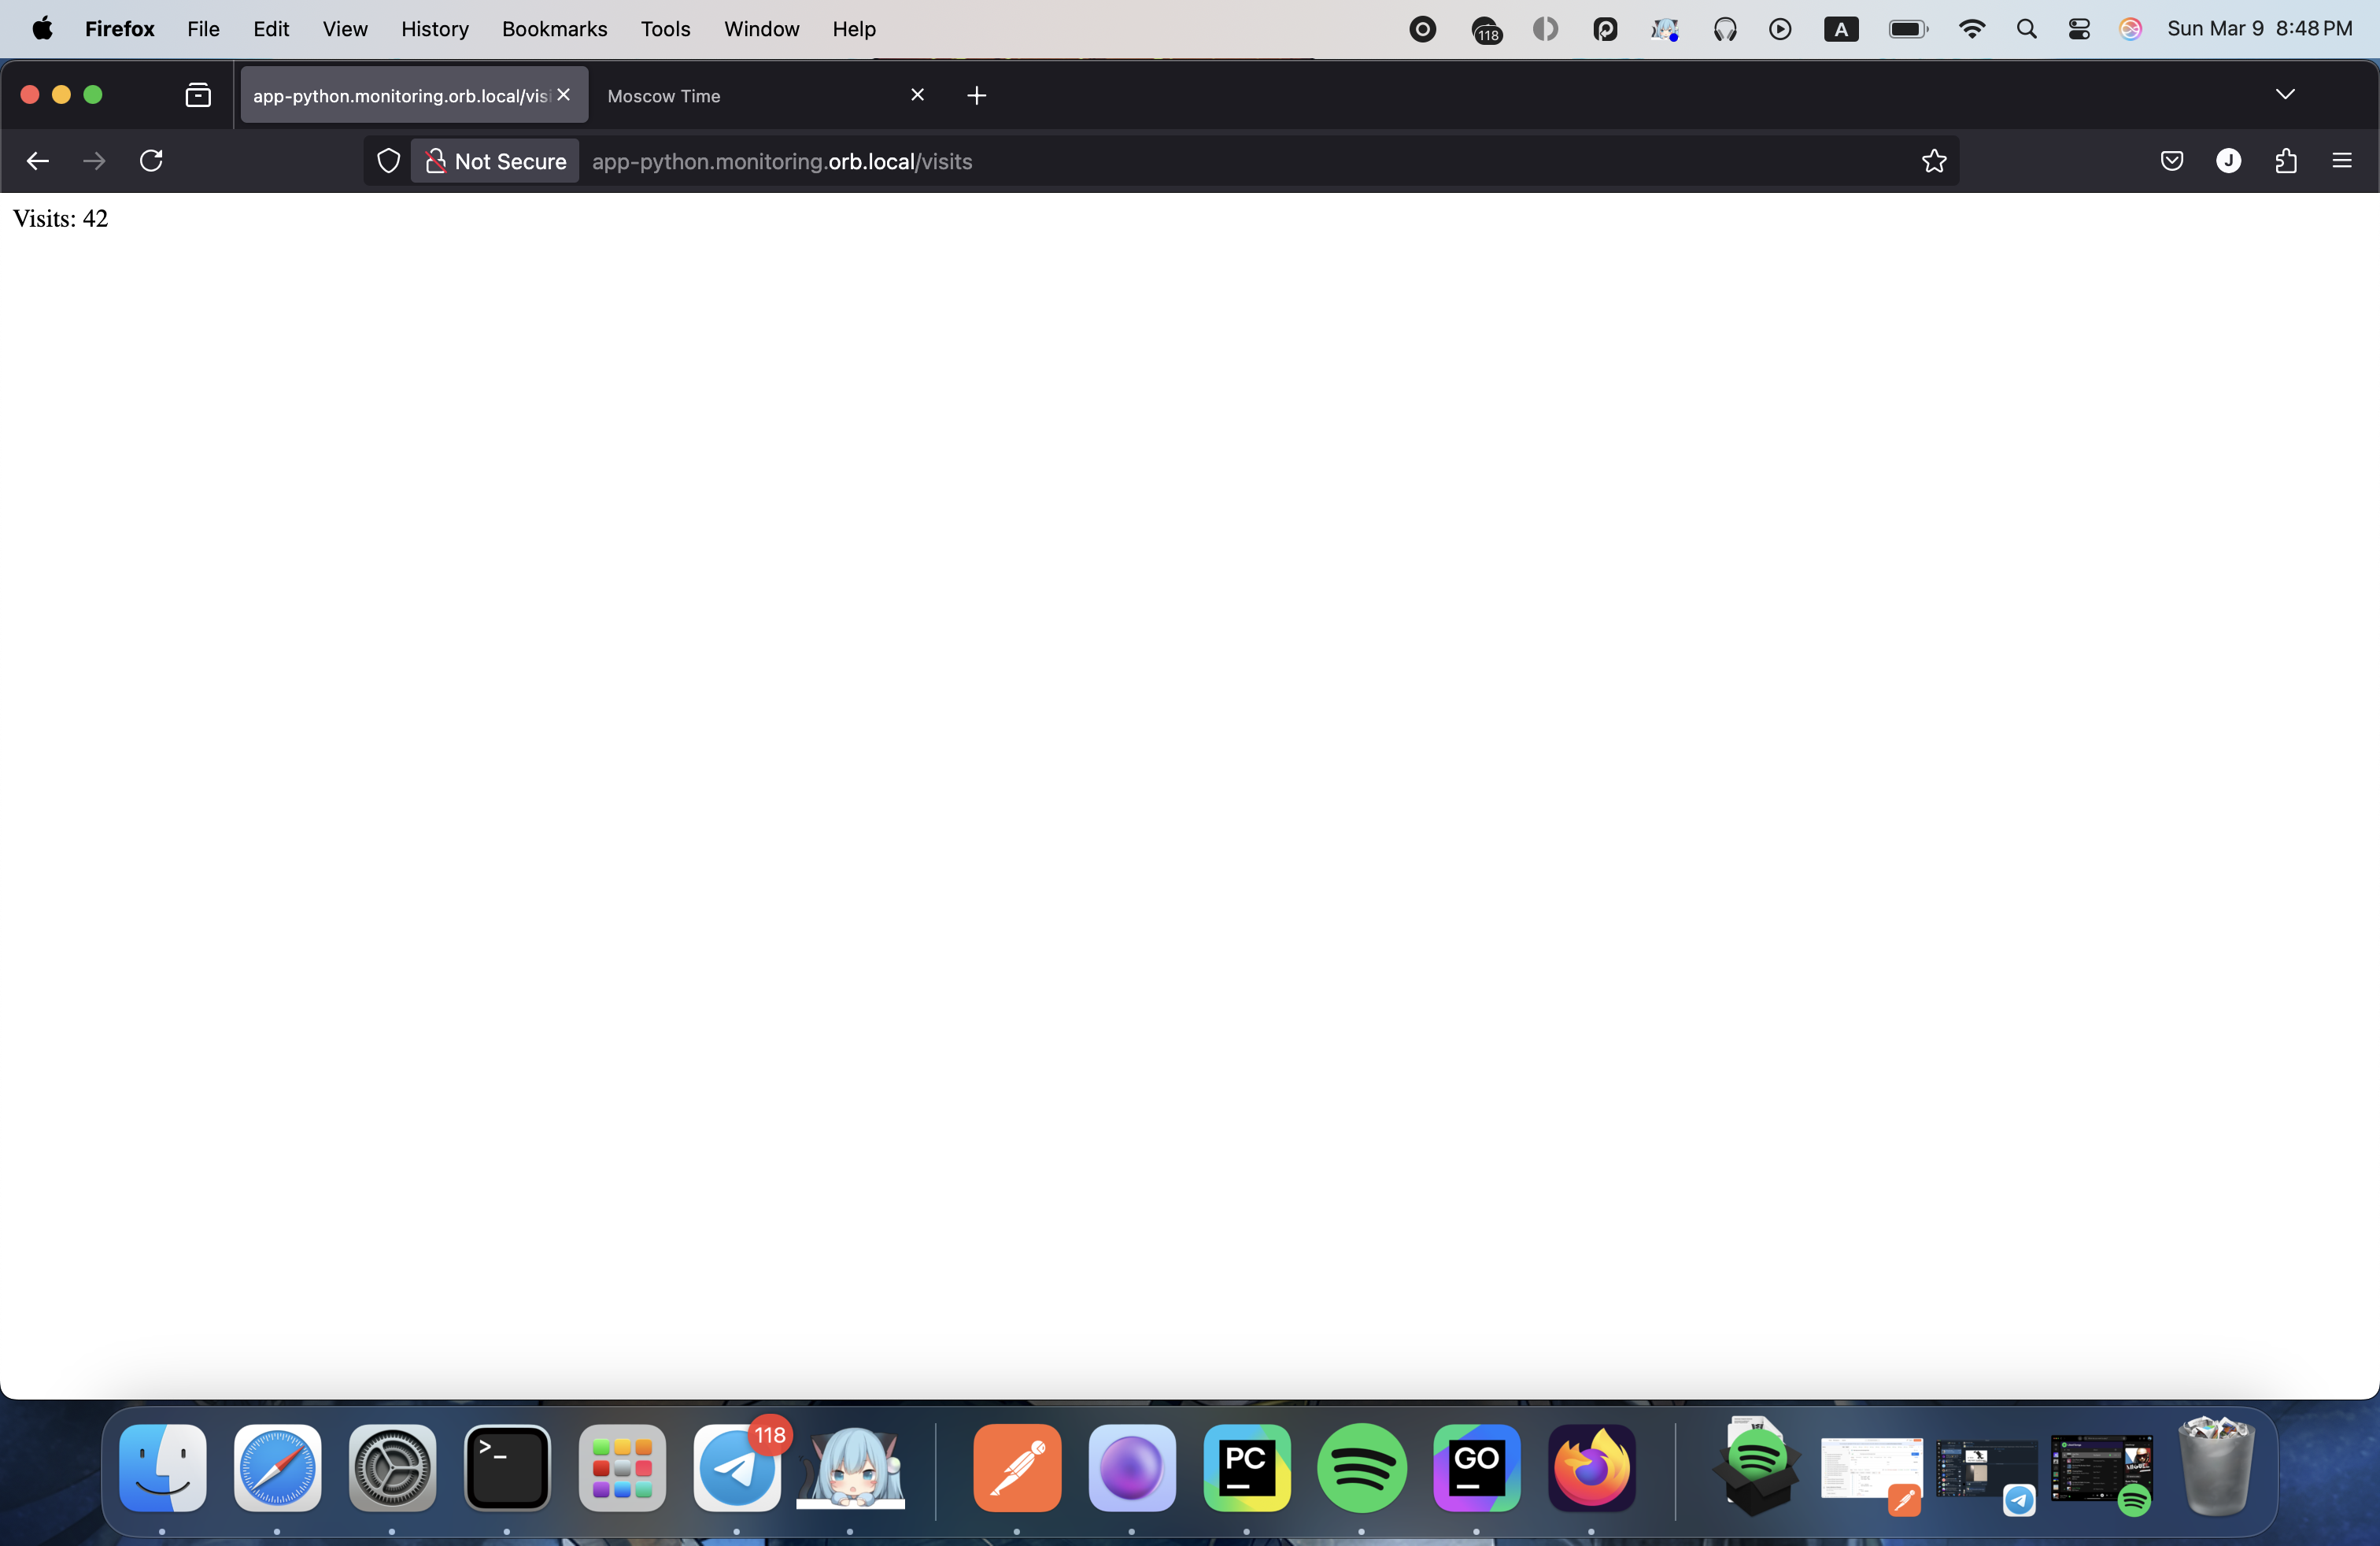 Firefox File Edit View History Bookmarks Tools Window Help 118 A Sun Mar 9 8:48 PM
app-python.monitoring.orb.local/visi Moscow Time
Not Secure app-python.monitoring.orb.local/visits J
Visits: 42
>_ 118 PC GO